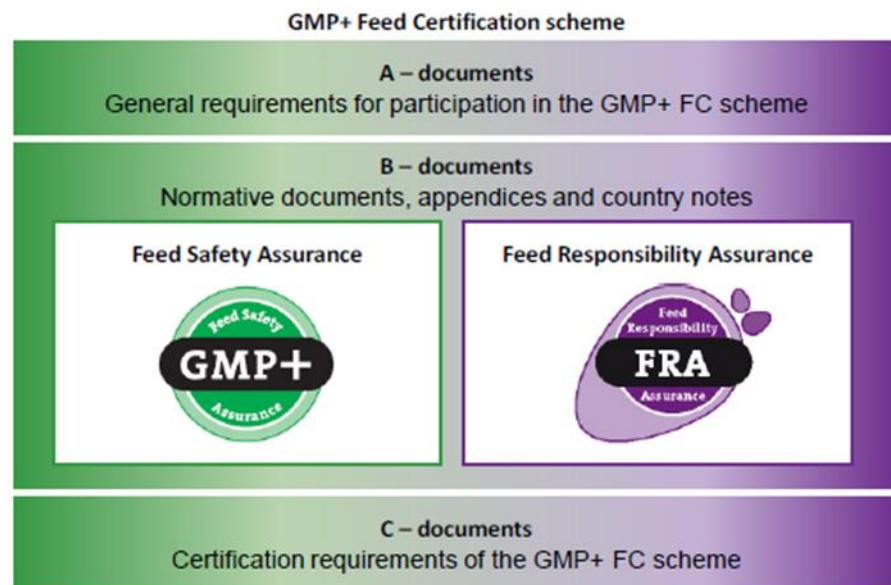 GMP+ Feed Certification scheme
A – documents
General requirements for participation in the GMP+ FC scheme
B – documents
Normative documents, appendices and country notes
Feed Safety Assurance
Feed Safety
GMP+
Assurance
Feed Responsibility Assurance
Feed
Responsibility
FRA
Assurance
C – documents
Certification requirements of the GMP+ FC scheme